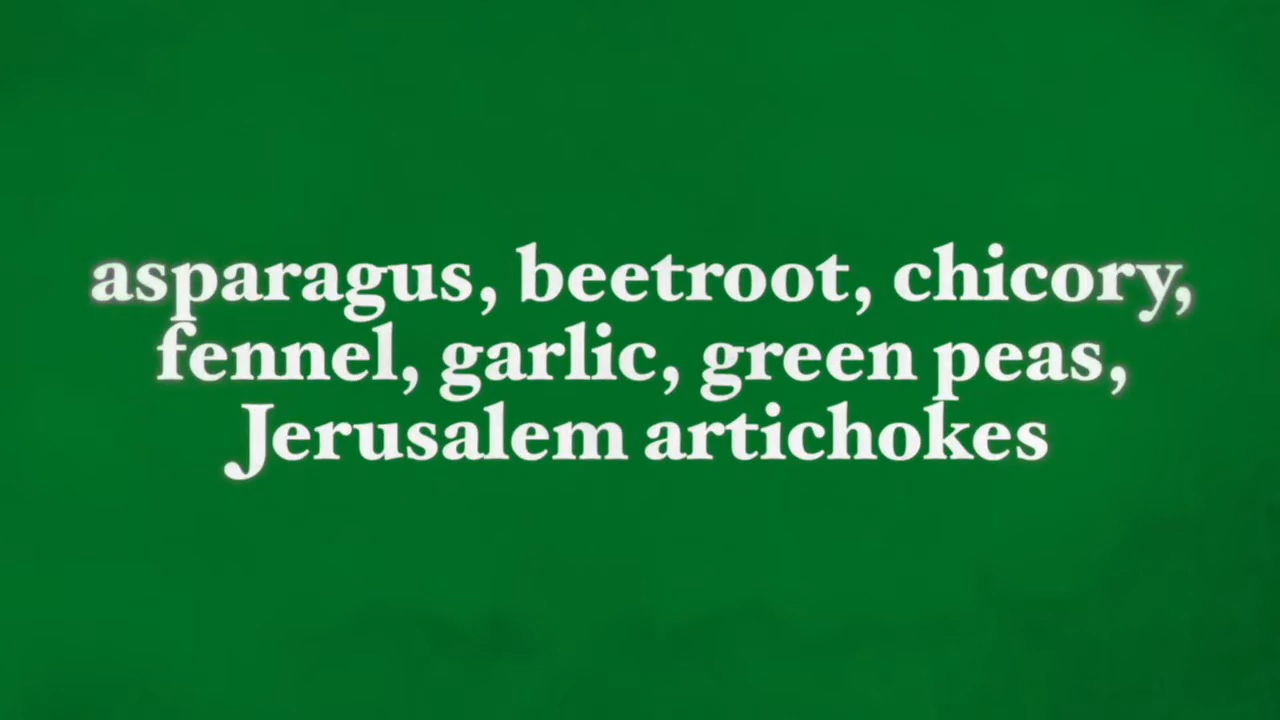 asparagus, beetroot, chicory,
fennel, garlic, green peas,
Jerusalem artichokes